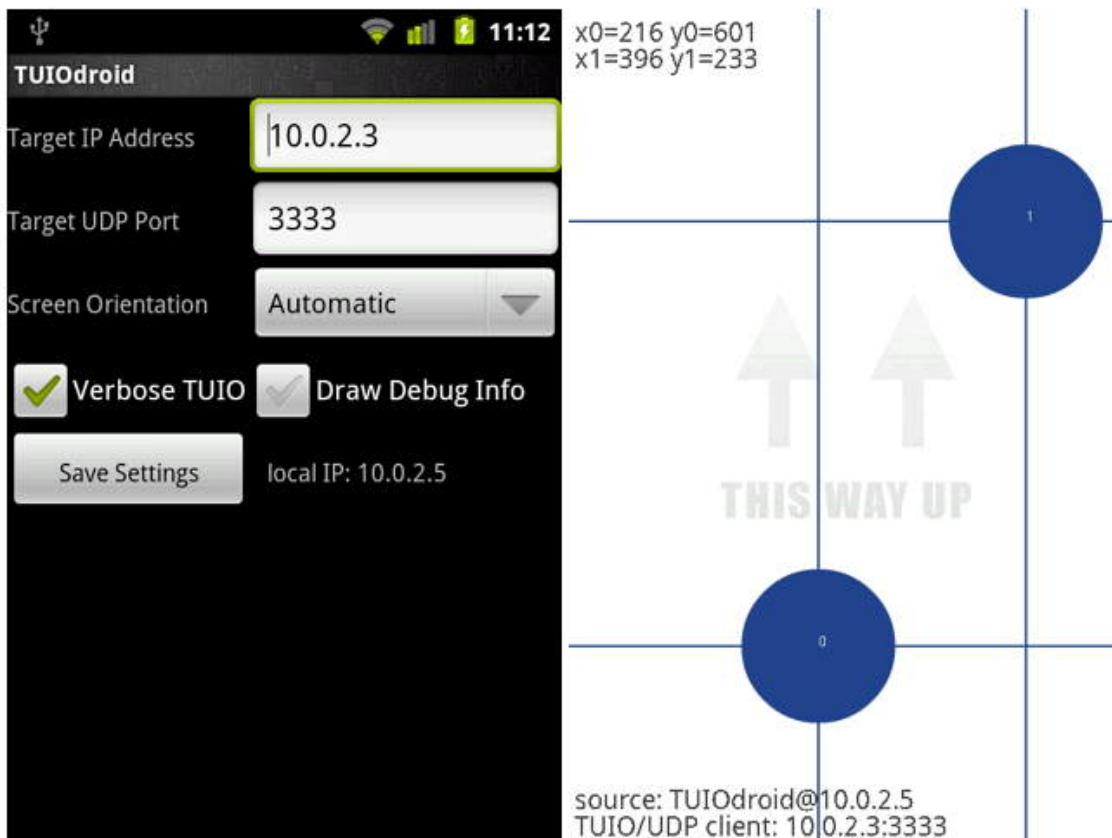 11:12
TUIOdroid
Target IP Address
10.0.2.3
Target UDP Port
3333
Screen Orientation
Automatic
Verbose TUIO
Draw Debug Info
Save Settings
local IP: 10.0.2.5
x0=216 y0=601
x1=396 y1=233
1
THIS WAY UP
0
source: TUIOdroid@10.0.2.5
TUIO/UDP client: 10.0.2.3:3333